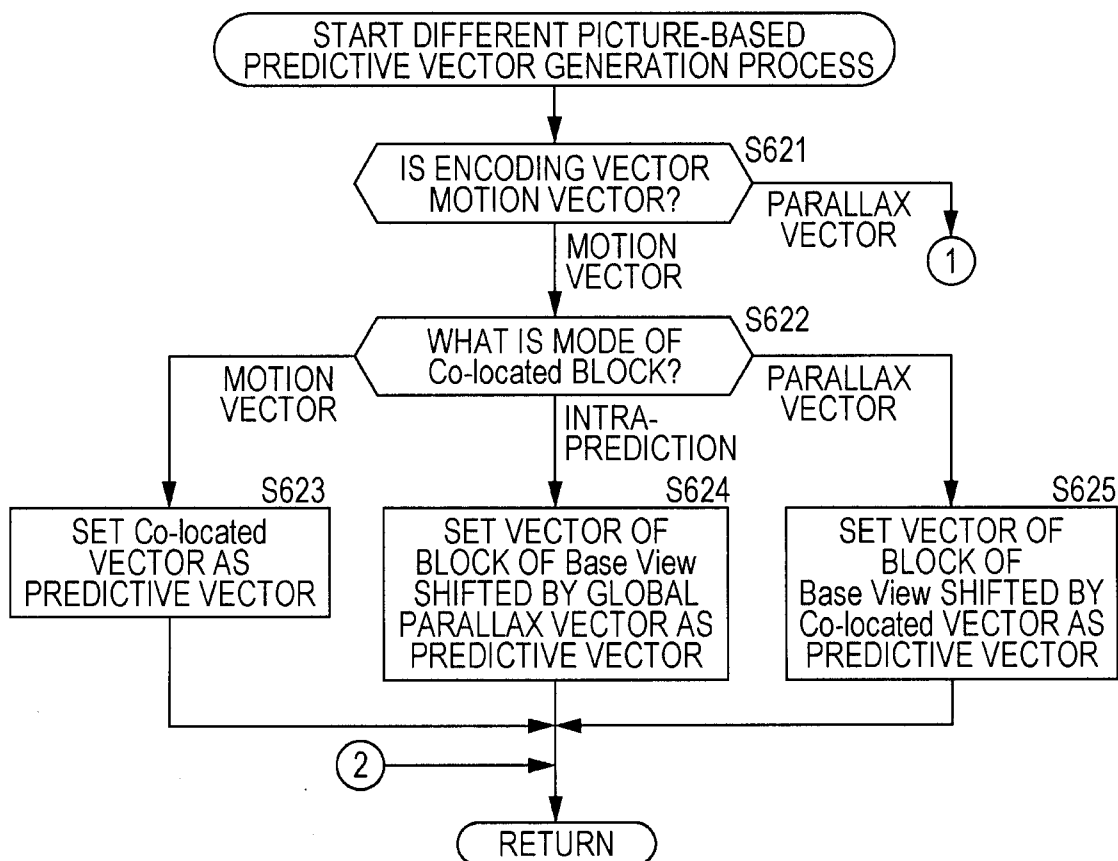 START DIFFERENT PICTURE-BASED
PREDICTIVE VECTOR GENERATION PROCESS
S621
IS ENCODING VECTOR
MOTION VECTOR?
PARALLAX
VECTOR
1
MOTION
VECTOR
S622
WHAT IS MODE OF
Co-located BLOCK?
MOTION
VECTOR
INTRA-
PREDICTION
PARALLAX
VECTOR
S623
SET Co-located
VECTOR AS
PREDICTIVE VECTOR
S624
SET VECTOR OF
BLOCK OF Base View
SHIFTED BY GLOBAL
PARALLAX VECTOR AS
PREDICTIVE VECTOR
S625
SET VECTOR OF
BLOCK OF
Base View SHIFTED BY
Co-located VECTOR AS
PREDICTIVE VECTOR
2
RETURN